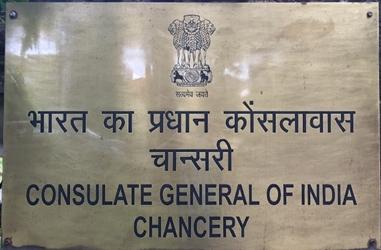 सत्यमेव जयते
भारत का प्रधान कोंसलावास
चान्सरी
CONSULATE GENERAL OF INDIA
CHANCERY